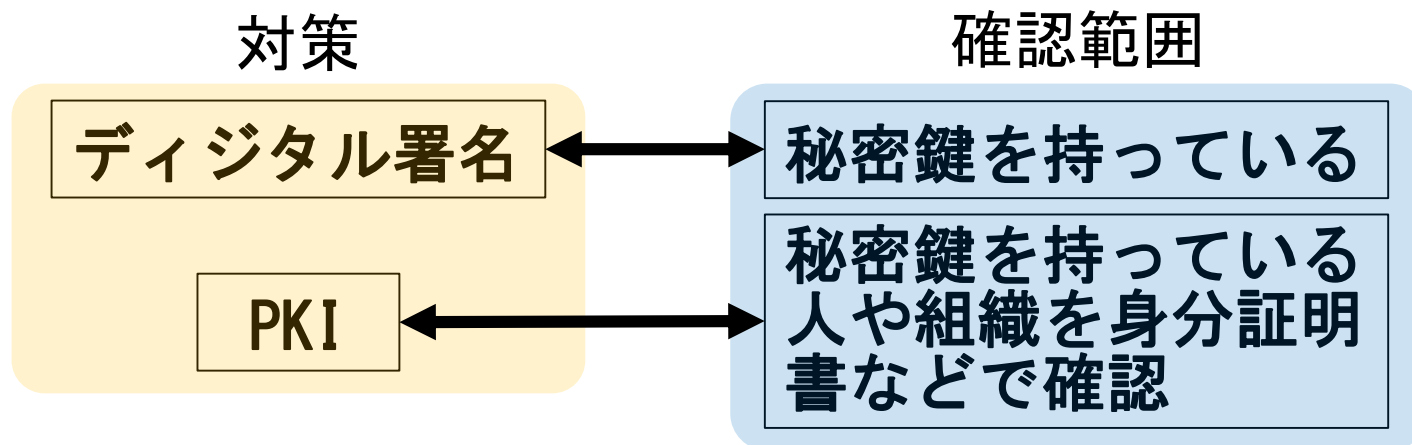 対策
確認範囲
ディジタル署名
秘密鍵を持っている
PKI
秘密鍵を持っている
人や組織を身分証明
書などで確認